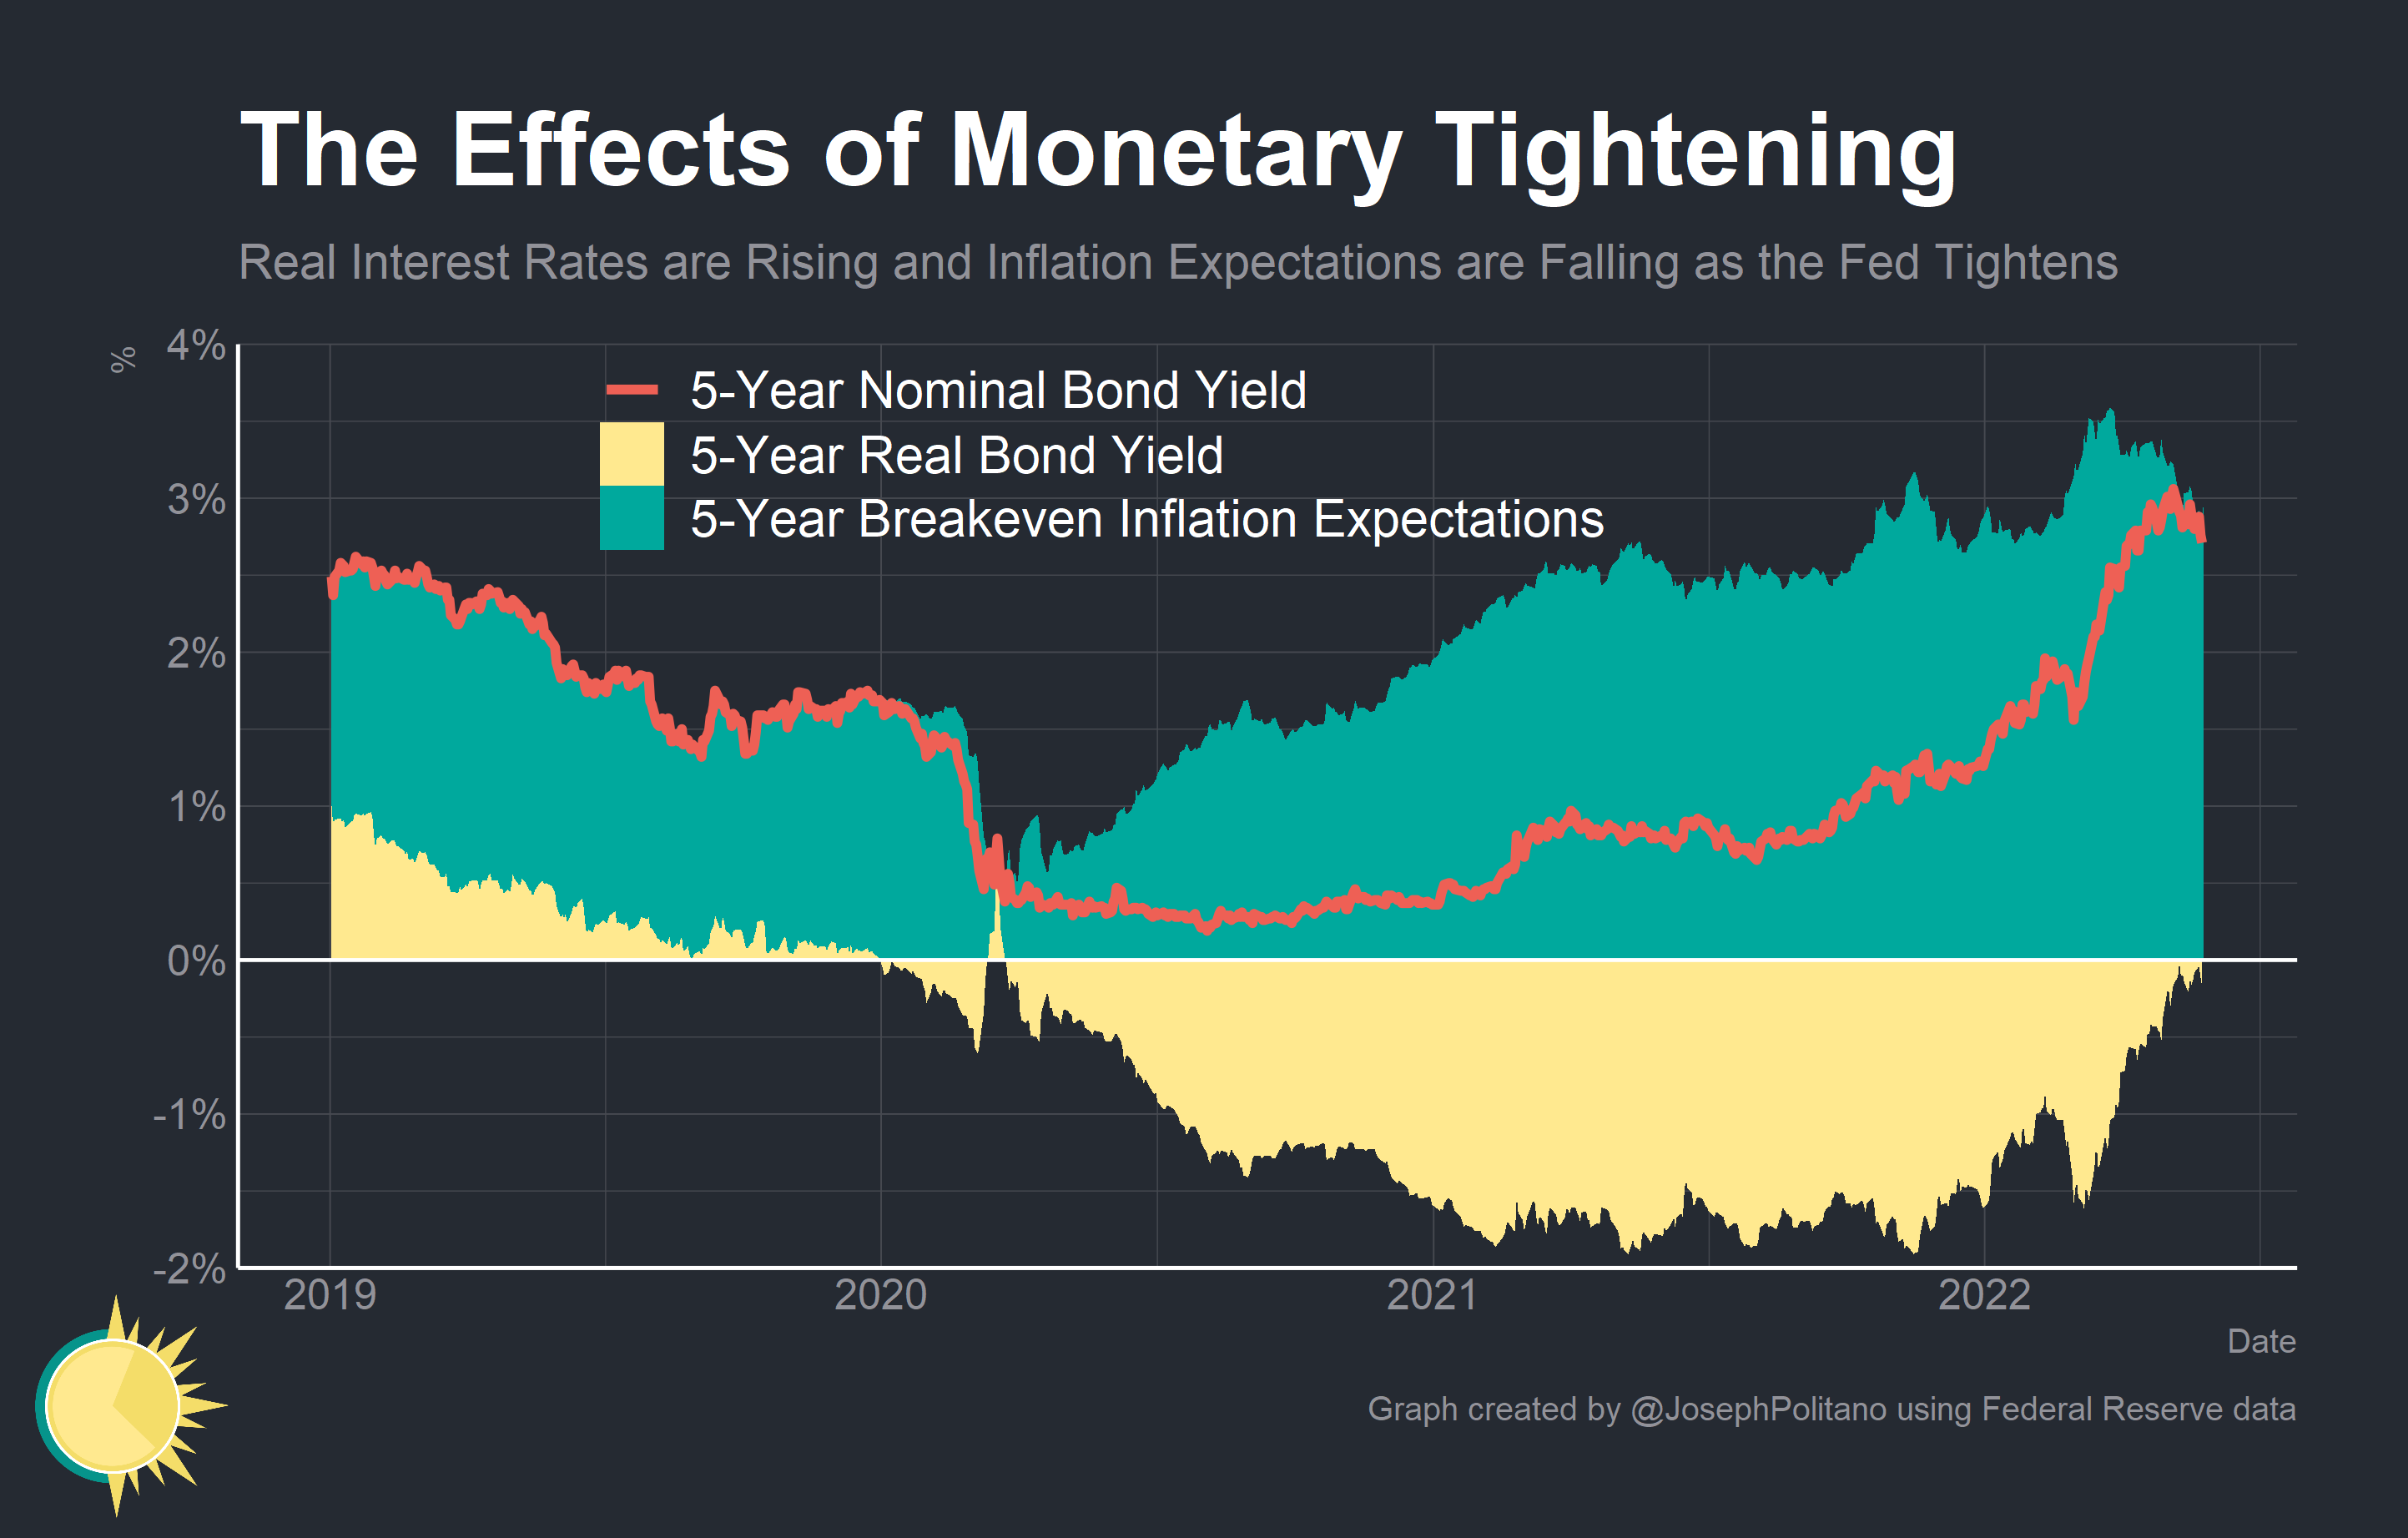 The Effects of Monetary Tightening
Real Interest Rates are Rising and Inflation Expectations are Falling as the Fed Tightens
%
4%
5-Year Nominal Bond Yield
5-Year Real Bond Yield
3%
5-Year Breakeven Inflation Expectations
2%
1%
0%
-1%
-2%
2019 2020 2021 2022
Date
Graph created by @JosephPolitano using Federal Reserve data